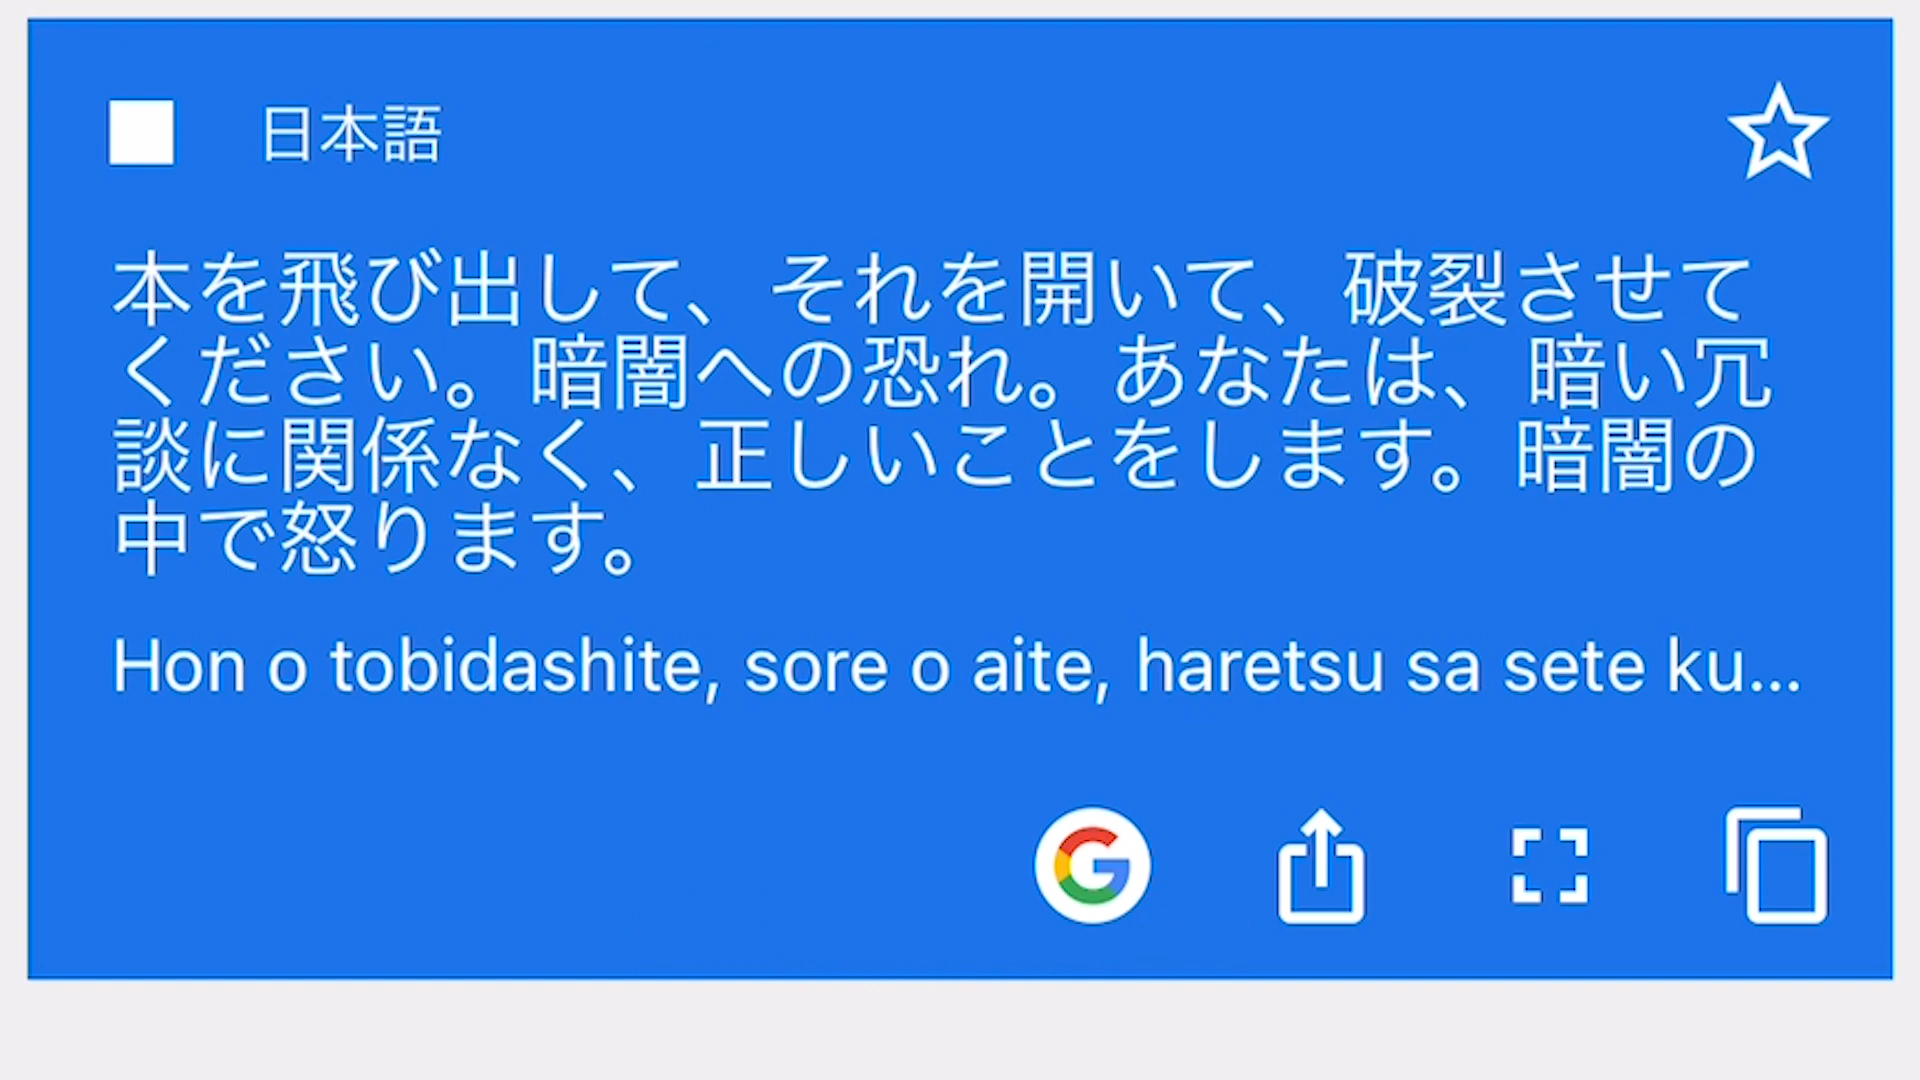 日本語
本を飛び出して、それを開いて、破裂させて
ください。暗闇への恐れ。あなたは、暗い冗
談に関係なく、正しいことをします。暗闇の
中で怒ります。
Hon o tobidashite, sore o aite, haretsu sa sete ku...
G